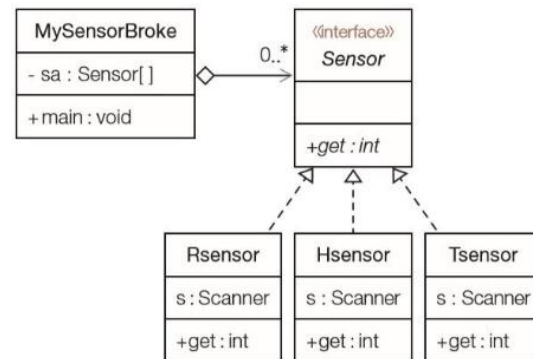 MySensorBroke
- sa : Sensor[ ]
+ main : void
0..*
«interface»
Sensor
+get : int
Rsensor
s : Scanner
+get : int
Hsensor
s : Scanner
+get : int
Tsensor
s : Scanner
+get : int